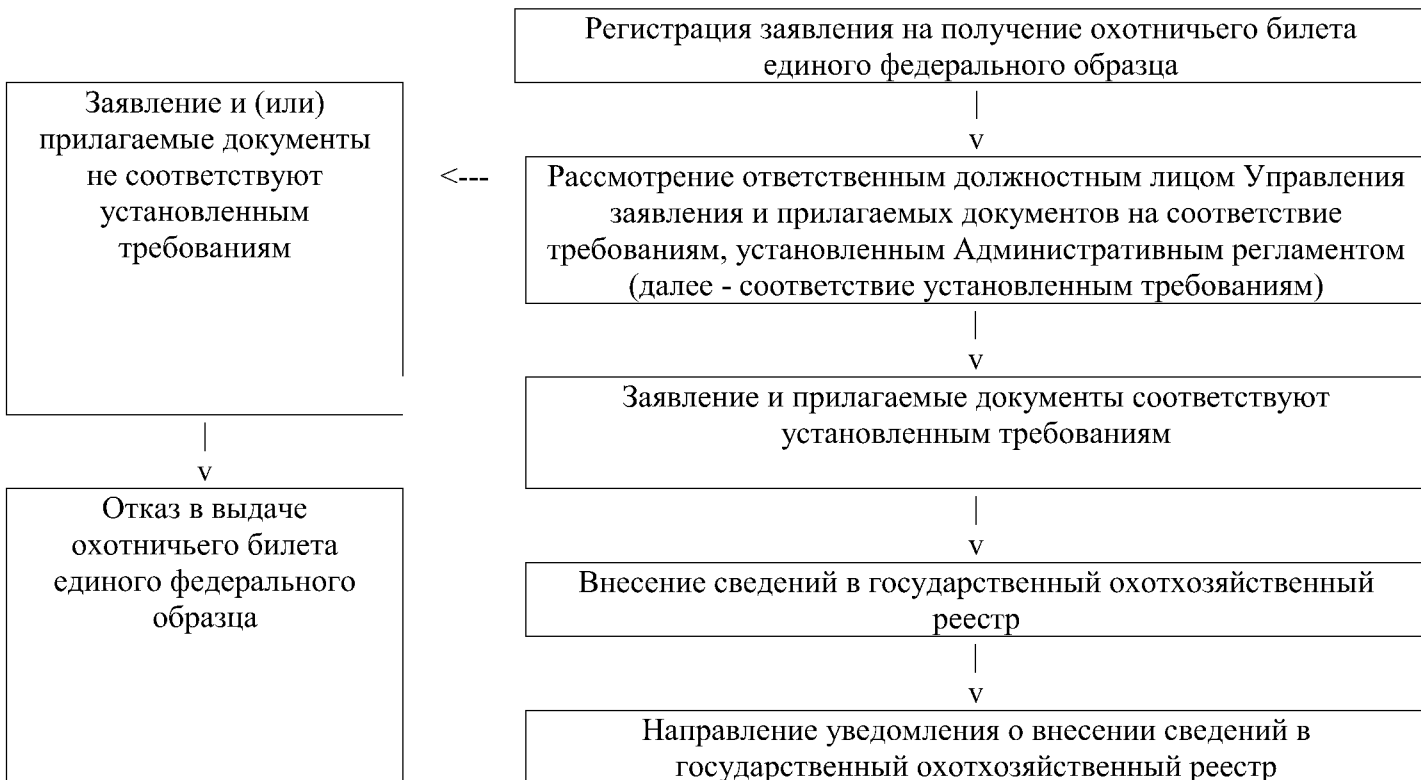 Регистрация заявления на получение охотничьего билета
единого федерального образца
|
v
Заявление и (или)
прилагаемые документы
не соответствуют
установленным
требованиям
<---
Рассмотрение ответственным должностным лицом Управления
заявления и прилагаемых документов на соответствие
требованиям, установленным Административным регламентом
(далее - соответствие установленным требованиям)
|
v
Заявление и прилагаемые документы соответствуют
установленным требованиям
|
v
Отказ в выдаче
охотничьего билета
единого федерального
образца
|
v
Внесение сведений в государственный охотхозяйственный
реестр
|
v
Направление уведомления о внесении сведений в
государственный охотхозяйственный реестр